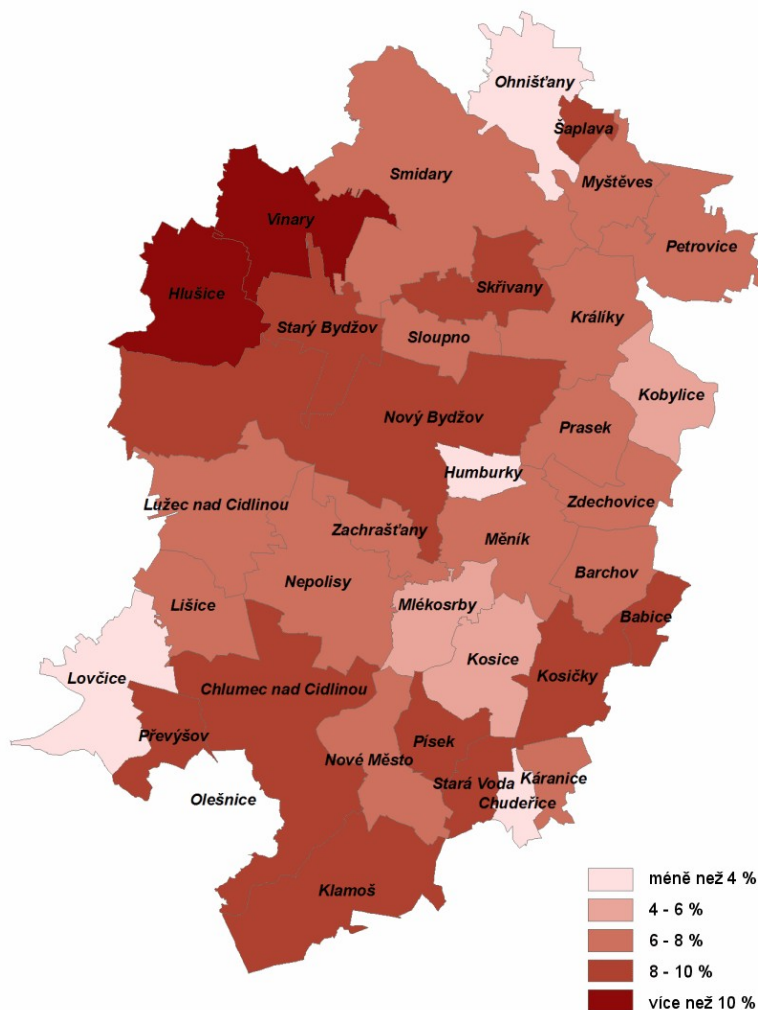 Ohnišťany
Šaplava
Smidary
Myštěves
Vinary
Petrovice
Hlušice
Skřivany
Králíky
Starý Bydžov
Sloupno
Kobylice
Nový Bydžov
Prasek
Humburky
Lužec nad Cidlinou
Zdechovice
Zachrašťany
Měník
Barchov
Nepolisy
Mlékosrby
Lišice
Babice
Kosice
Lovčice
Kosičky
Chlumec nad Cidlinou
Převýšov
Písek
Nové Město
Stará Voda
Káranice
Olešnice
Chudeřice
Klamoš
méně než 4 %
4 - 6 %
6 - 8 %
8 - 10 %
více než 10 %